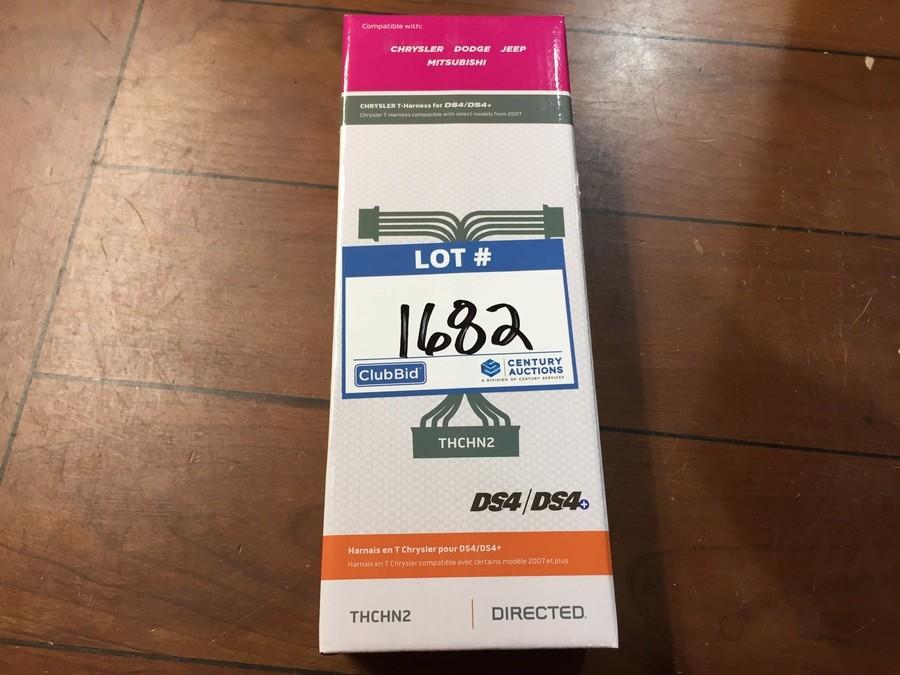 Compatible with:
CHRYSLER DODGE JEEP
MITSUBISHI
CHRYSLER T-Harness for DS4/DS4+
Chrysler T-Harness compatible with select models from 2007
LOT #
1682
ClubBid
CENTURY
AUCTIONS
A DIVISION OF CENTURY SERVICES
THCHN2
DS4/DS4+
Harnais en T Chrysler pour DS4/DS4+
Harnais en T Chrysler compatible avec certains modèle 2007 et plus
THCHN2 DIRECTED.